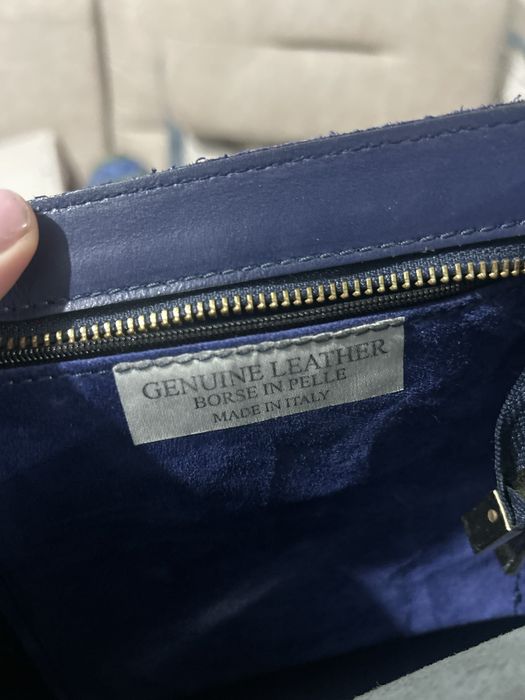 GENUINE LEATHER
BORSE IN PELLE
MADE IN ITALY